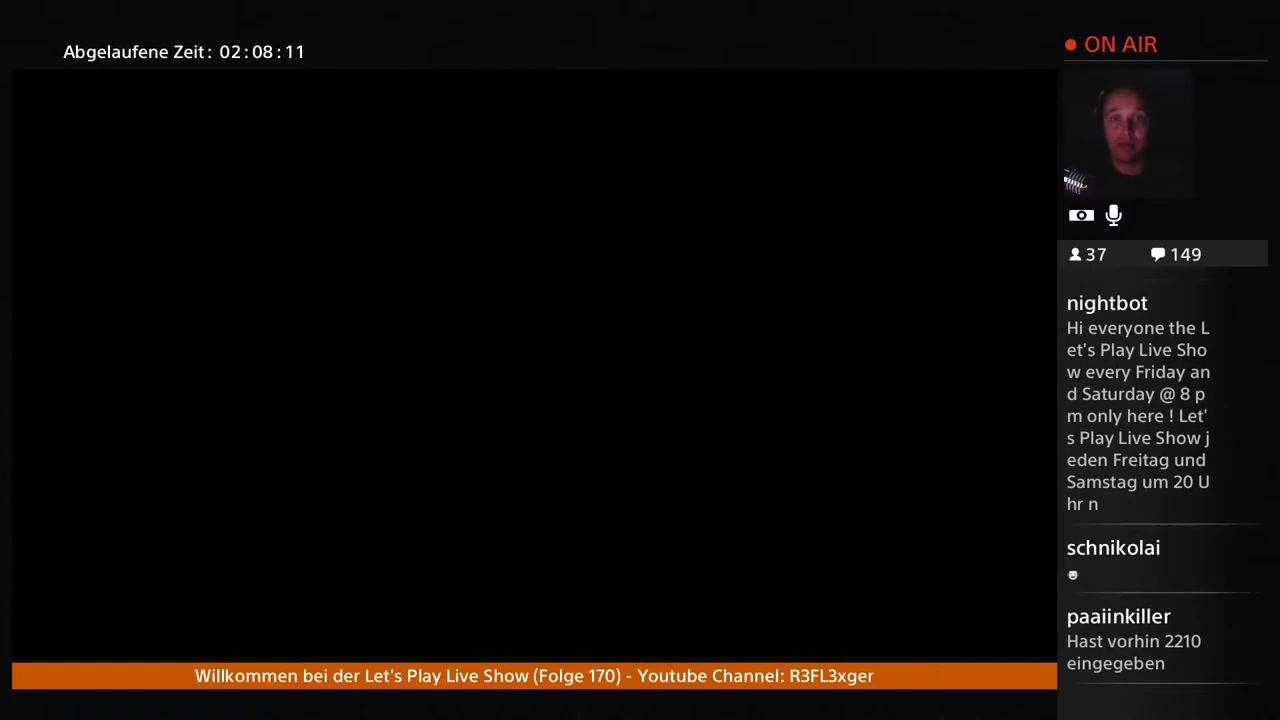 Abgelaufene Zeit: 02:08:11
ON AIR
37 149
nightbot
Hi everyone the L
et's Play Live Sho
w every Friday an
d Saturday @ 8 p
m only here ! Let'
s Play Live Show j
eden Freitag und
Samstag um 20 U
hr n
schnikolai
paaiinkiller
Hast vorhin 2210
eingegeben
Willkommen bei der Let's Play Live Show (Folge 170) - Youtube Channel: R3FL3xger